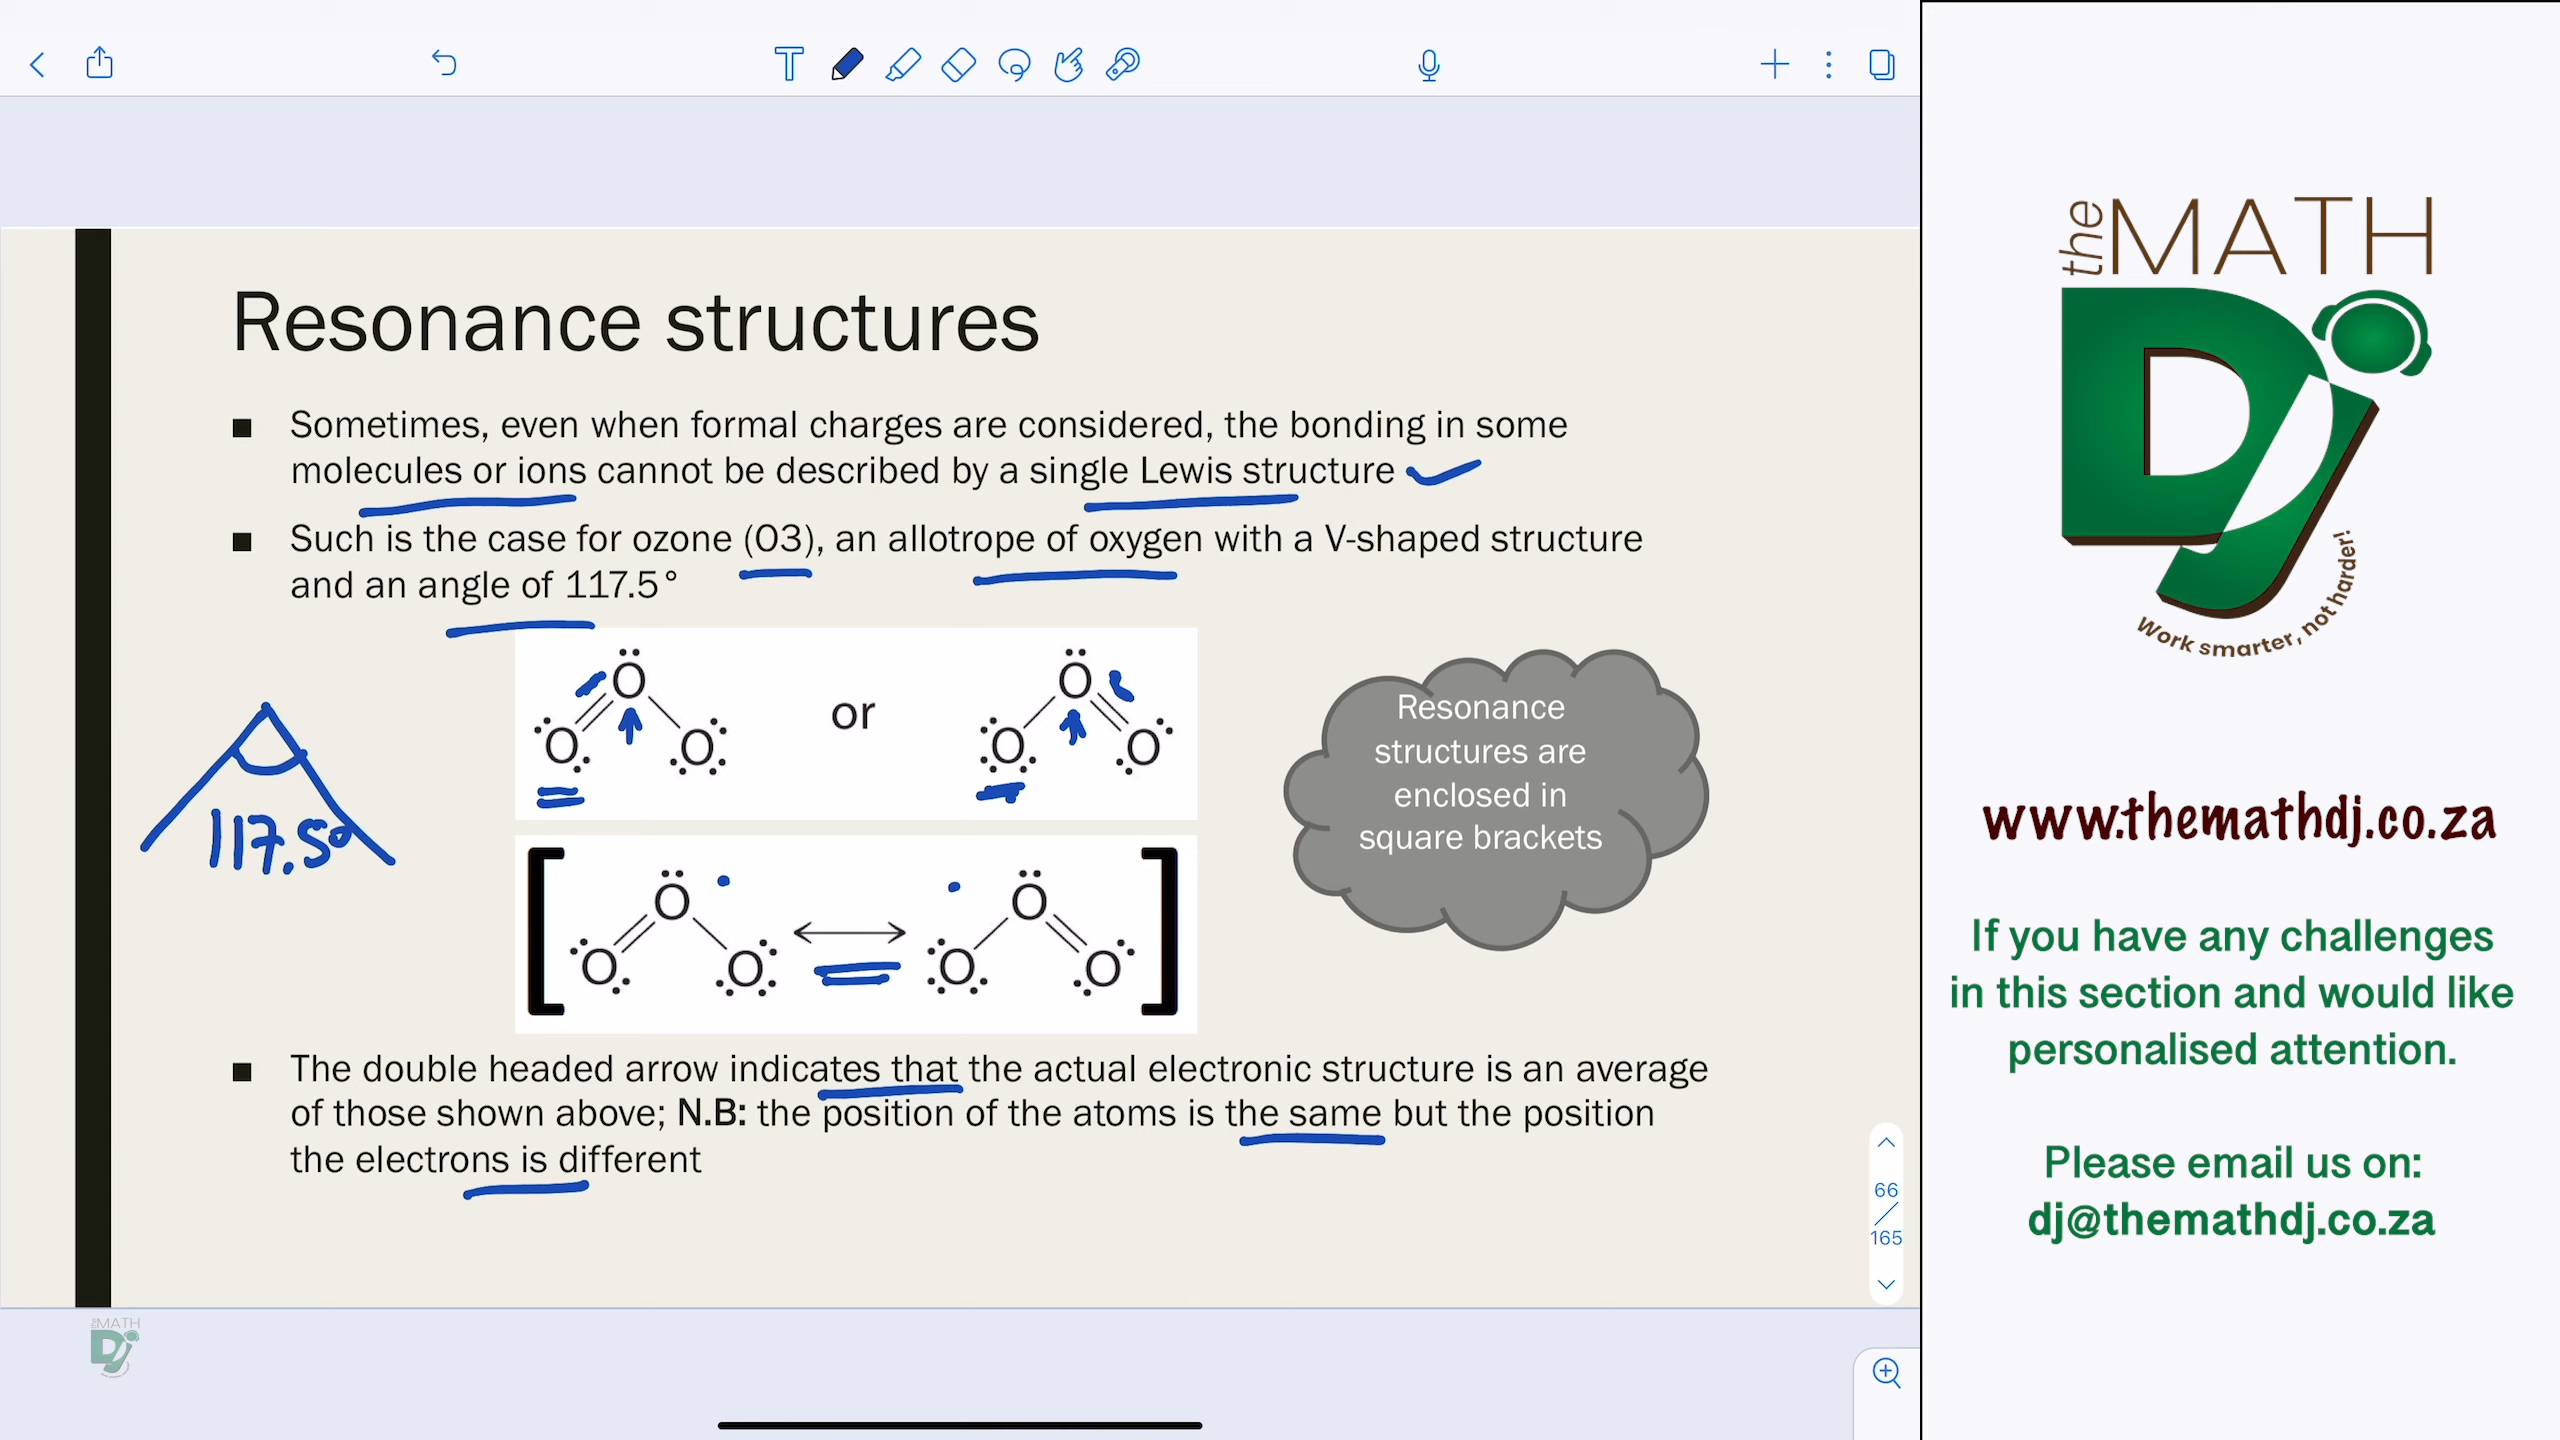 Resonance structures
■ Sometimes, even when formal charges are considered, the bonding in some
molecules or ions cannot be described by a single Lewis structure
■ Such is the case for ozone (O3), an allotrope of oxygen with a V-shaped structure
and an angle of 117.5°
117.5°
O O O
or
O O O
O O O
O O O
Resonance
structures are
enclosed in
square brackets
■ The double headed arrow indicates that the actual electronic structure is an average
of those shown above; N.B: the position of the atoms is the same but the position
the electrons is different
66
/
165
the MATH
Dj
Work smarter, not harder!
www.themathdj.co.za
If you have any challenges
in this section and would like
personalised attention.
Please email us on:
dj@themathdj.co.za
the MATH
Dj